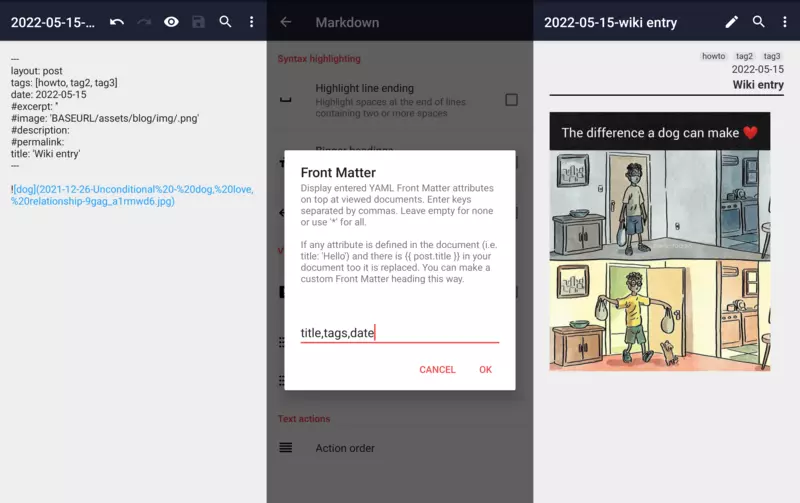 2022-05-15-...
---
layout: post
tags: [howto, tag2, tag3]
date: 2022-05-15
#excerpt: ''
#image: 'BASEURL/assets/blog/img/.png'
#description:
#permalink:
title: 'Wiki entry'
---
![dog](2021-12-26-Unconditional%20-%20dog,%20love,
%20relationship-9gag_a1rmwd6.jpg)
Markdown
Syntax highlighting
Highlight line ending
Highlight spaces at the end of lines
containing two or more spaces
Bigger headings
Front Matter
Display entered YAML Front Matter attributes
on top at viewed documents. Enter keys
separated by commas. Leave empty for none
or use '*' for all.
If any attribute is defined in the document (i.e.
title: 'Hello') and there is {{ post.title }} in your
document too it is replaced. You can make a
custom Front Matter heading this way.
title,tags,date
CANCEL OK
Text actions
Action order
2022-05-15-wiki entry
howto tag2 tag3
2022-05-15
Wiki entry
The difference a dog can make ❤️